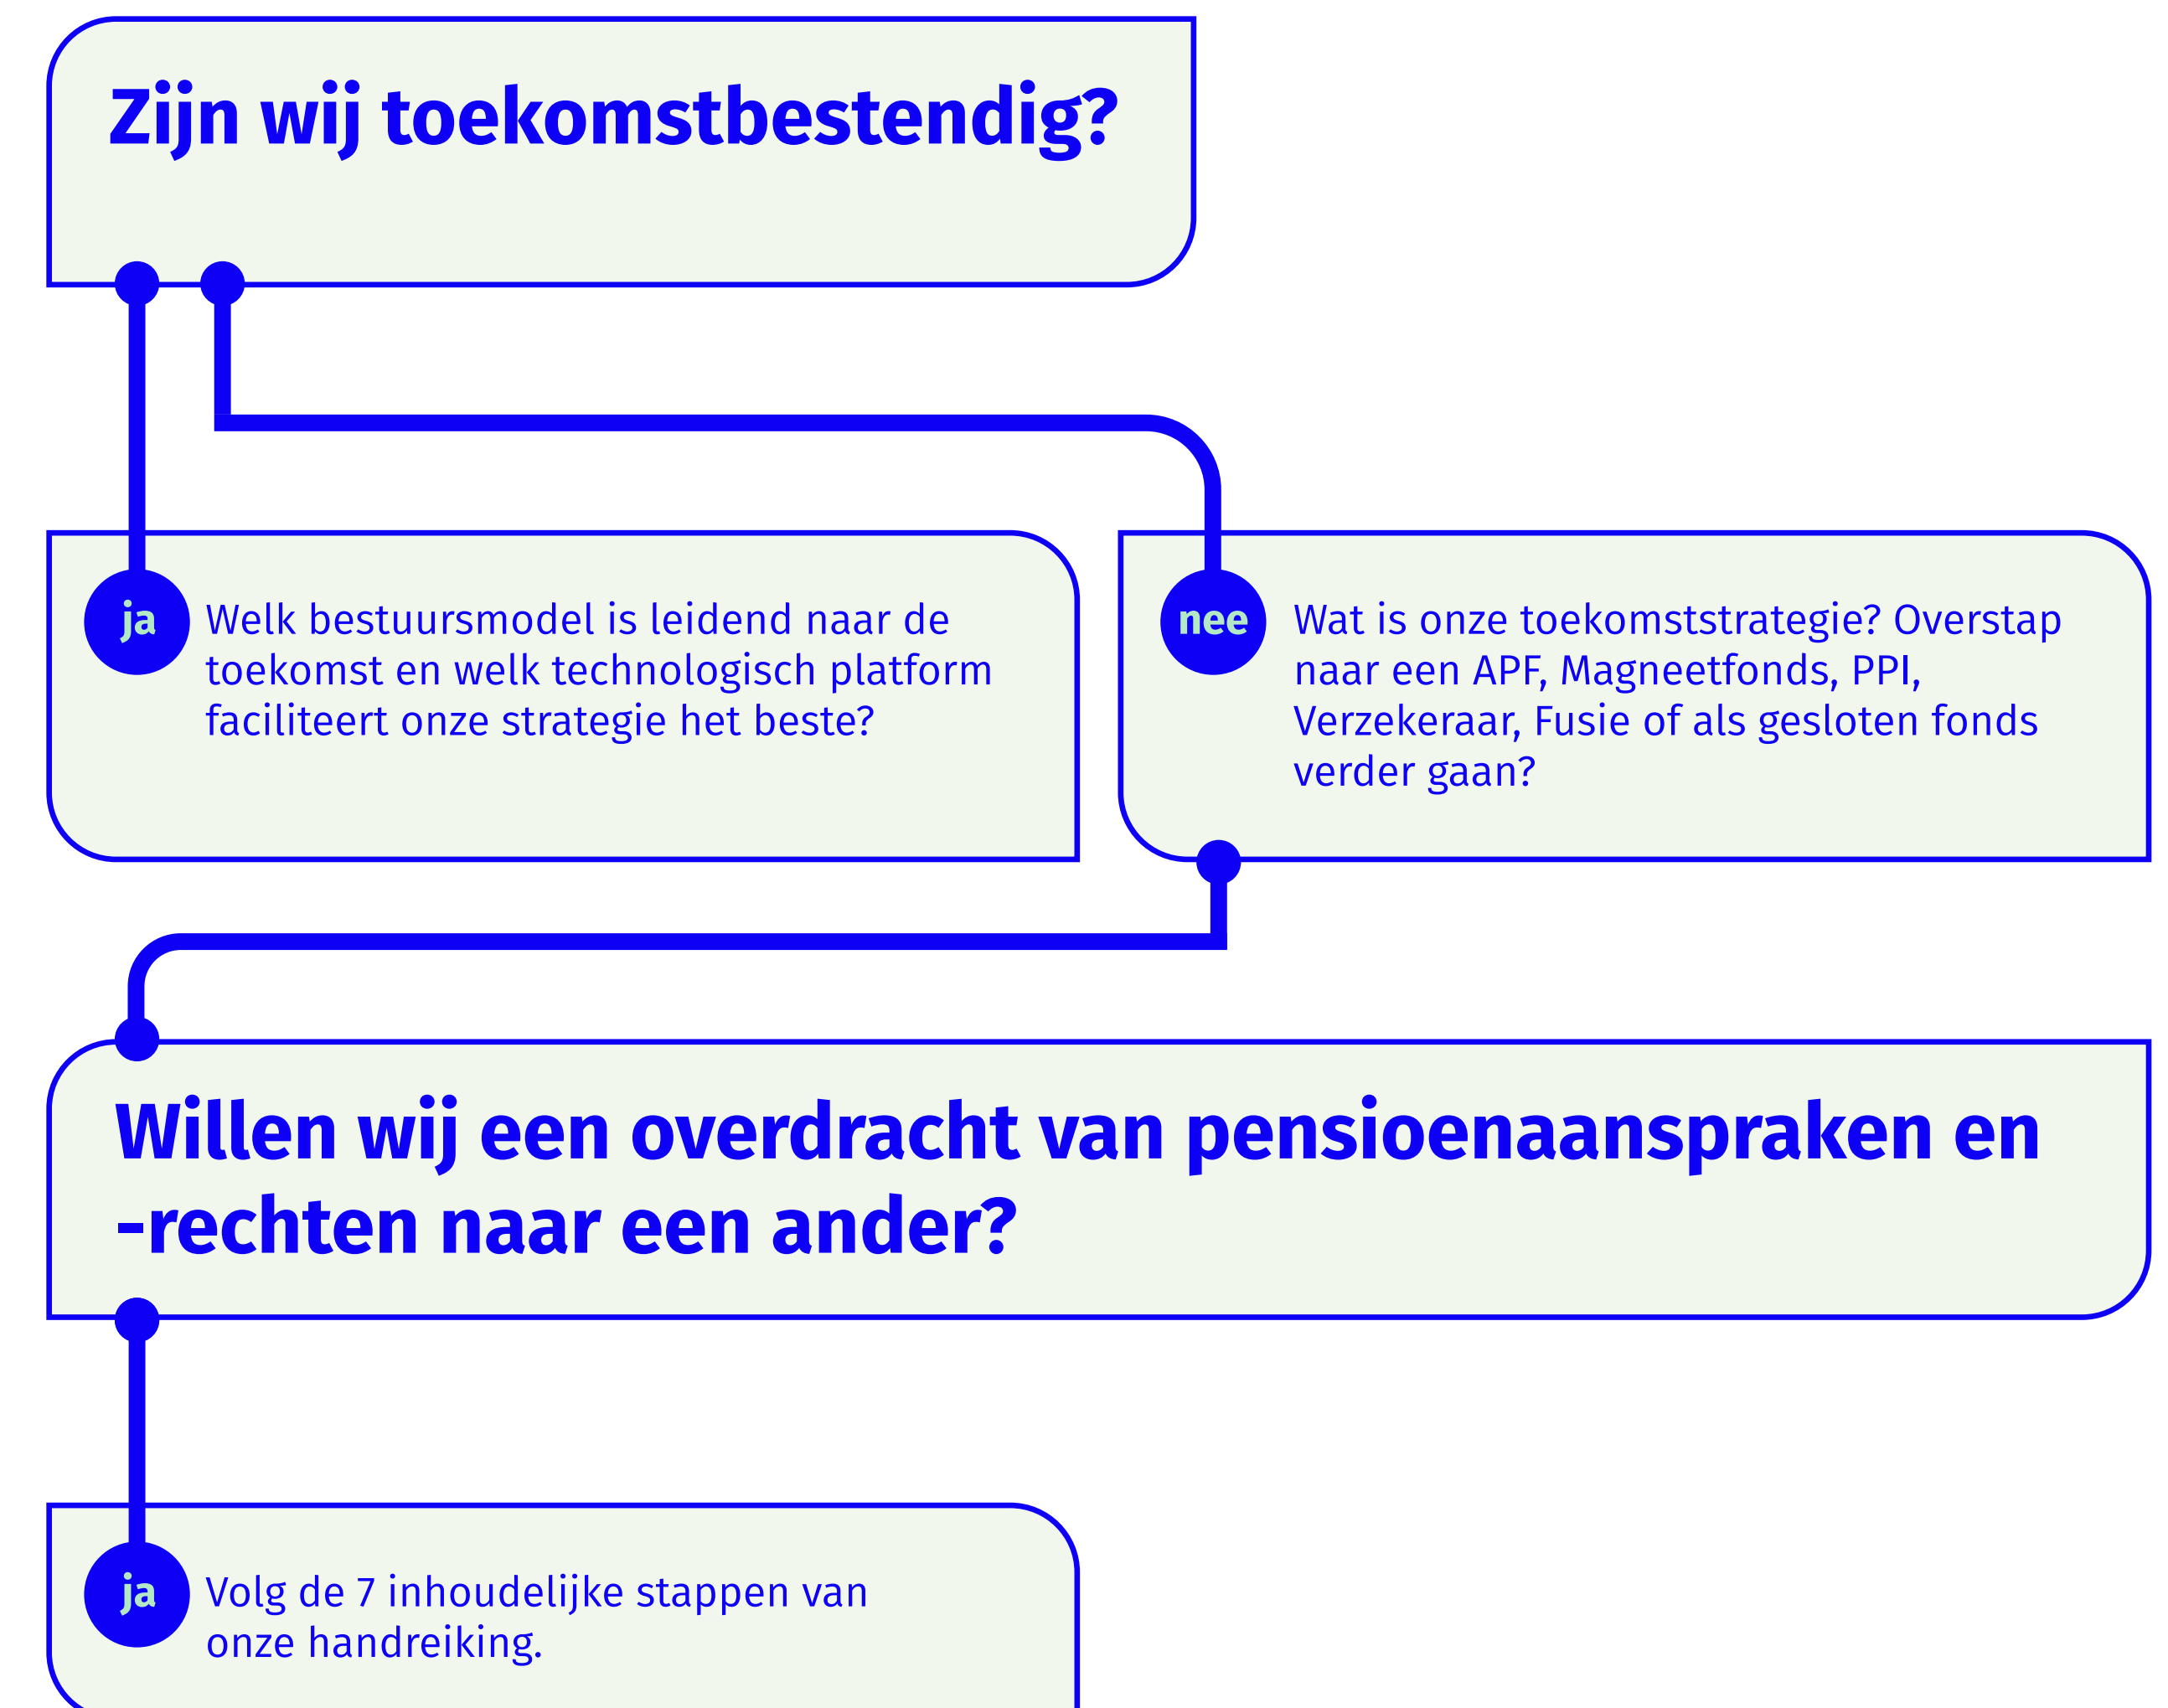 Zijn wij toekomstbestendig?
ja
Welk bestuursmodel is leidend naar de
toekomst en welk technologisch platform
faciliteert onze strategie het beste?
nee
Wat is onze toekomststrategie? Overstap
naar een APF, Magneetfonds, PPI,
Verzekeraar, Fusie of als gesloten fonds
verder gaan?
Willen wij een overdracht van pensioenaanspraken en
-rechten naar een ander?
ja
Volg de 7 inhoudelijke stappen van
onze handreiking.